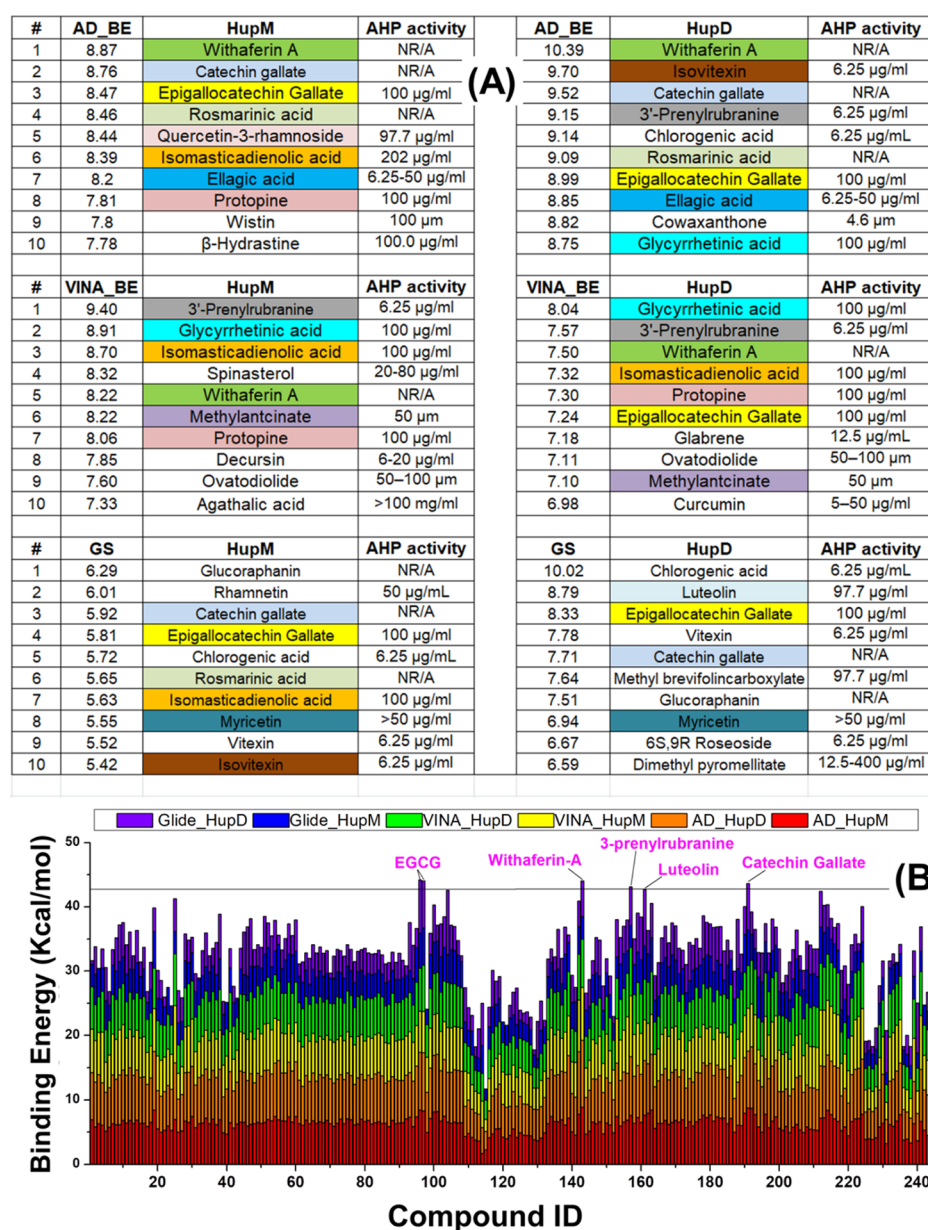 # AD_BE HupM AHP activity AD_BE HupD AHP activity
1 8.87 Withaferin A NR/A 10.39 Withaferin A NR/A
2 8.76 Catechin gallate NR/A 9.70 Isovitexin 6.25 µg/ml
(A)
3 8.47 Epigallocatechin Gallate 100 µg/ml 9.52 Catechin gallate NR/A
4 8.46 Rosmarinic acid NR/A 9.15 3'-Prenylrubranine 6.25 µg/ml
5 8.44 Quercetin-3-rhamnoside 97.7 µg/ml 9.14 Chlorogenic acid 6.25 µg/mL
6 8.39 Isomasticadienolic acid 202 µg/ml 9.09 Rosmarinic acid NR/A
7 8.2 Ellagic acid 6.25-50 µg/ml 8.99 Epigallocatechin Gallate 100 µg/ml
8 7.81 Protopine 100 µg/ml 8.85 Ellagic acid 6.25-50 µg/ml
9 7.8 Wistin 100 µm 8.82 Cowaxanthone 4.6 µm
10 7.78 β-Hydrastine 100.0 µg/ml 8.75 Glycyrrhetinic acid 100 µg/ml
# VINA_BE HupM AHP activity VINA_BE HupD AHP activity
1 9.40 3'-Prenylrubranine 6.25 µg/ml 8.04 Glycyrrhetinic acid 100 µg/ml
2 8.91 Glycyrrhetinic acid 100 µg/ml 7.57 3'-Prenylrubranine 6.25 µg/ml
3 8.70 Isomasticadienolic acid 100 µg/ml 7.50 Withaferin A NR/A
4 8.32 Spinasterol 20-80 µg/ml 7.32 Isomasticadienolic acid 100 µg/ml
5 8.22 Withaferin A NR/A 7.30 Protopine 100 µg/ml
6 8.22 Methylantcinate 50 µm 7.24 Epigallocatechin Gallate 100 µg/ml
7 8.06 Protopine 100 µg/ml 7.18 Glabrene 12.5 µg/mL
8 7.85 Decursin 6-20 µg/ml 7.11 Ovatodiolide 50–100 µm
9 7.60 Ovatodiolide 50–100 µm 7.10 Methylantcinate 50 µm
10 7.33 Agathalic acid >100 mg/ml 6.98 Curcumin 5–50 µg/ml
# GS HupM AHP activity GS HupD AHP activity
1 6.29 Glucoraphanin NR/A 10.02 Chlorogenic acid 6.25 µg/mL
2 6.01 Rhamnetin 50 µg/mL 8.79 Luteolin 97.7 µg/ml
3 5.92 Catechin gallate NR/A 8.33 Epigallocatechin Gallate 100 µg/ml
4 5.81 Epigallocatechin Gallate 100 µg/ml 7.78 Vitexin 6.25 µg/ml
5 5.72 Chlorogenic acid 6.25 µg/mL 7.71 Catechin gallate NR/A
6 5.65 Rosmarinic acid NR/A 7.64 Methyl brevifolincarboxylate 97.7 µg/ml
7 5.63 Isomasticadienolic acid 100 µg/ml 7.51 Glucoraphanin NR/A
8 5.55 Myricetin >50 µg/ml 6.94 Myricetin >50 µg/ml
9 5.52 Vitexin 6.25 µg/ml 6.67 6S,9R Roseoside 6.25 µg/ml
10 5.42 Isovitexin 6.25 µg/ml 6.59 Dimethyl pyromellitate 12.5-400 µg/ml
Glide_HupD Glide_HupM VINA_HupD VINA_HupM AD_HupD AD_HupM
50
3-prenylrubranine
EGCG Withaferin-A Luteolin Catechin Gallate
(B)
40
30
20
10
0
Binding Energy (Kcal/mol)
20 40 60 80 100 120 140 160 180 200 220 240
Compound ID